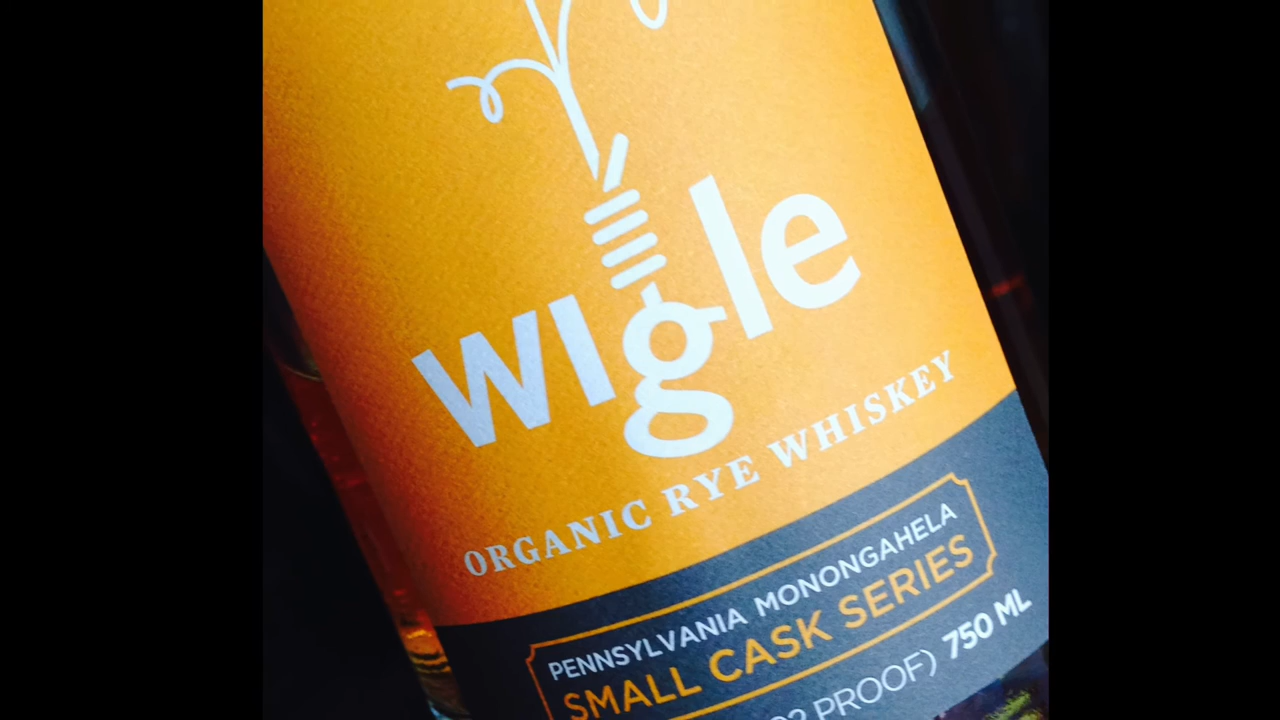 wigle
ORGANIC RYE WHISKEY
PENNSYLVANIA MONONGAHELA
SMALL CASK SERIES
PROOF) 750 ML